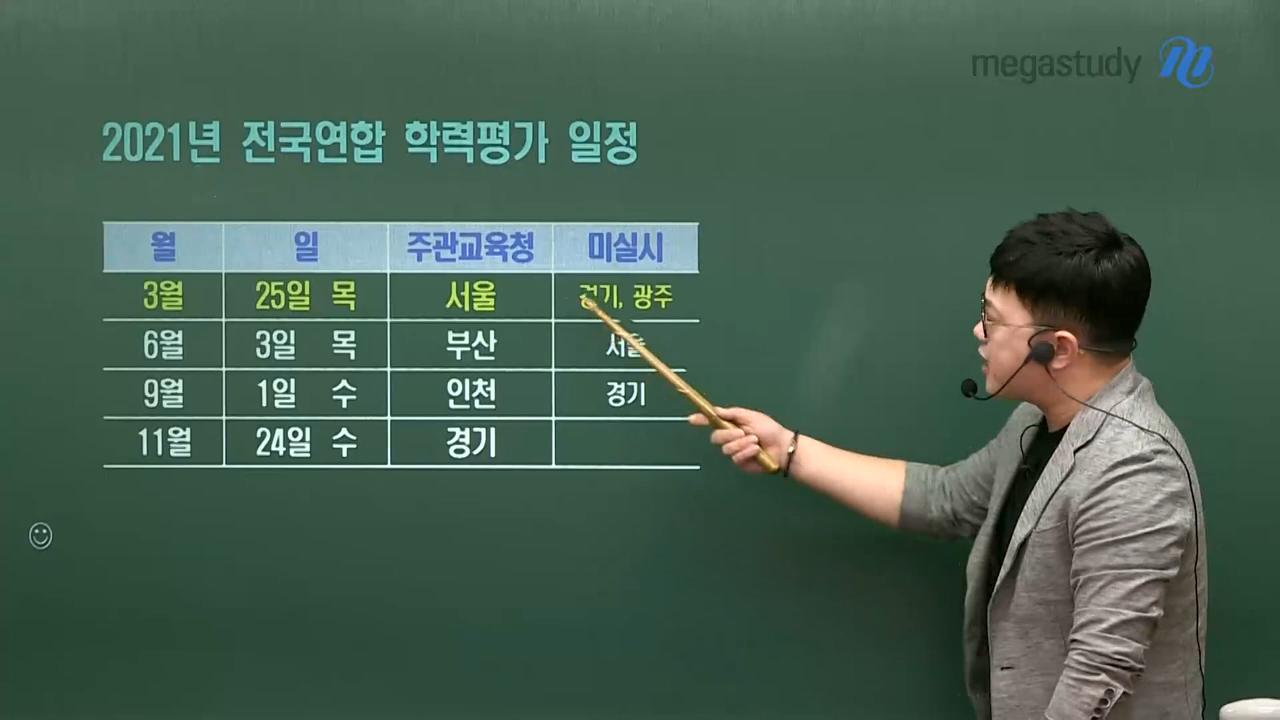 megastudy
2021년 전국연합 학력평가 일정
월 일 주관교육청 미실시
3월 25일 목 서울 경기, 광주
6월 3일 목 부산 서울
9월 1일 수 인천 경기
11월 24일 수 경기